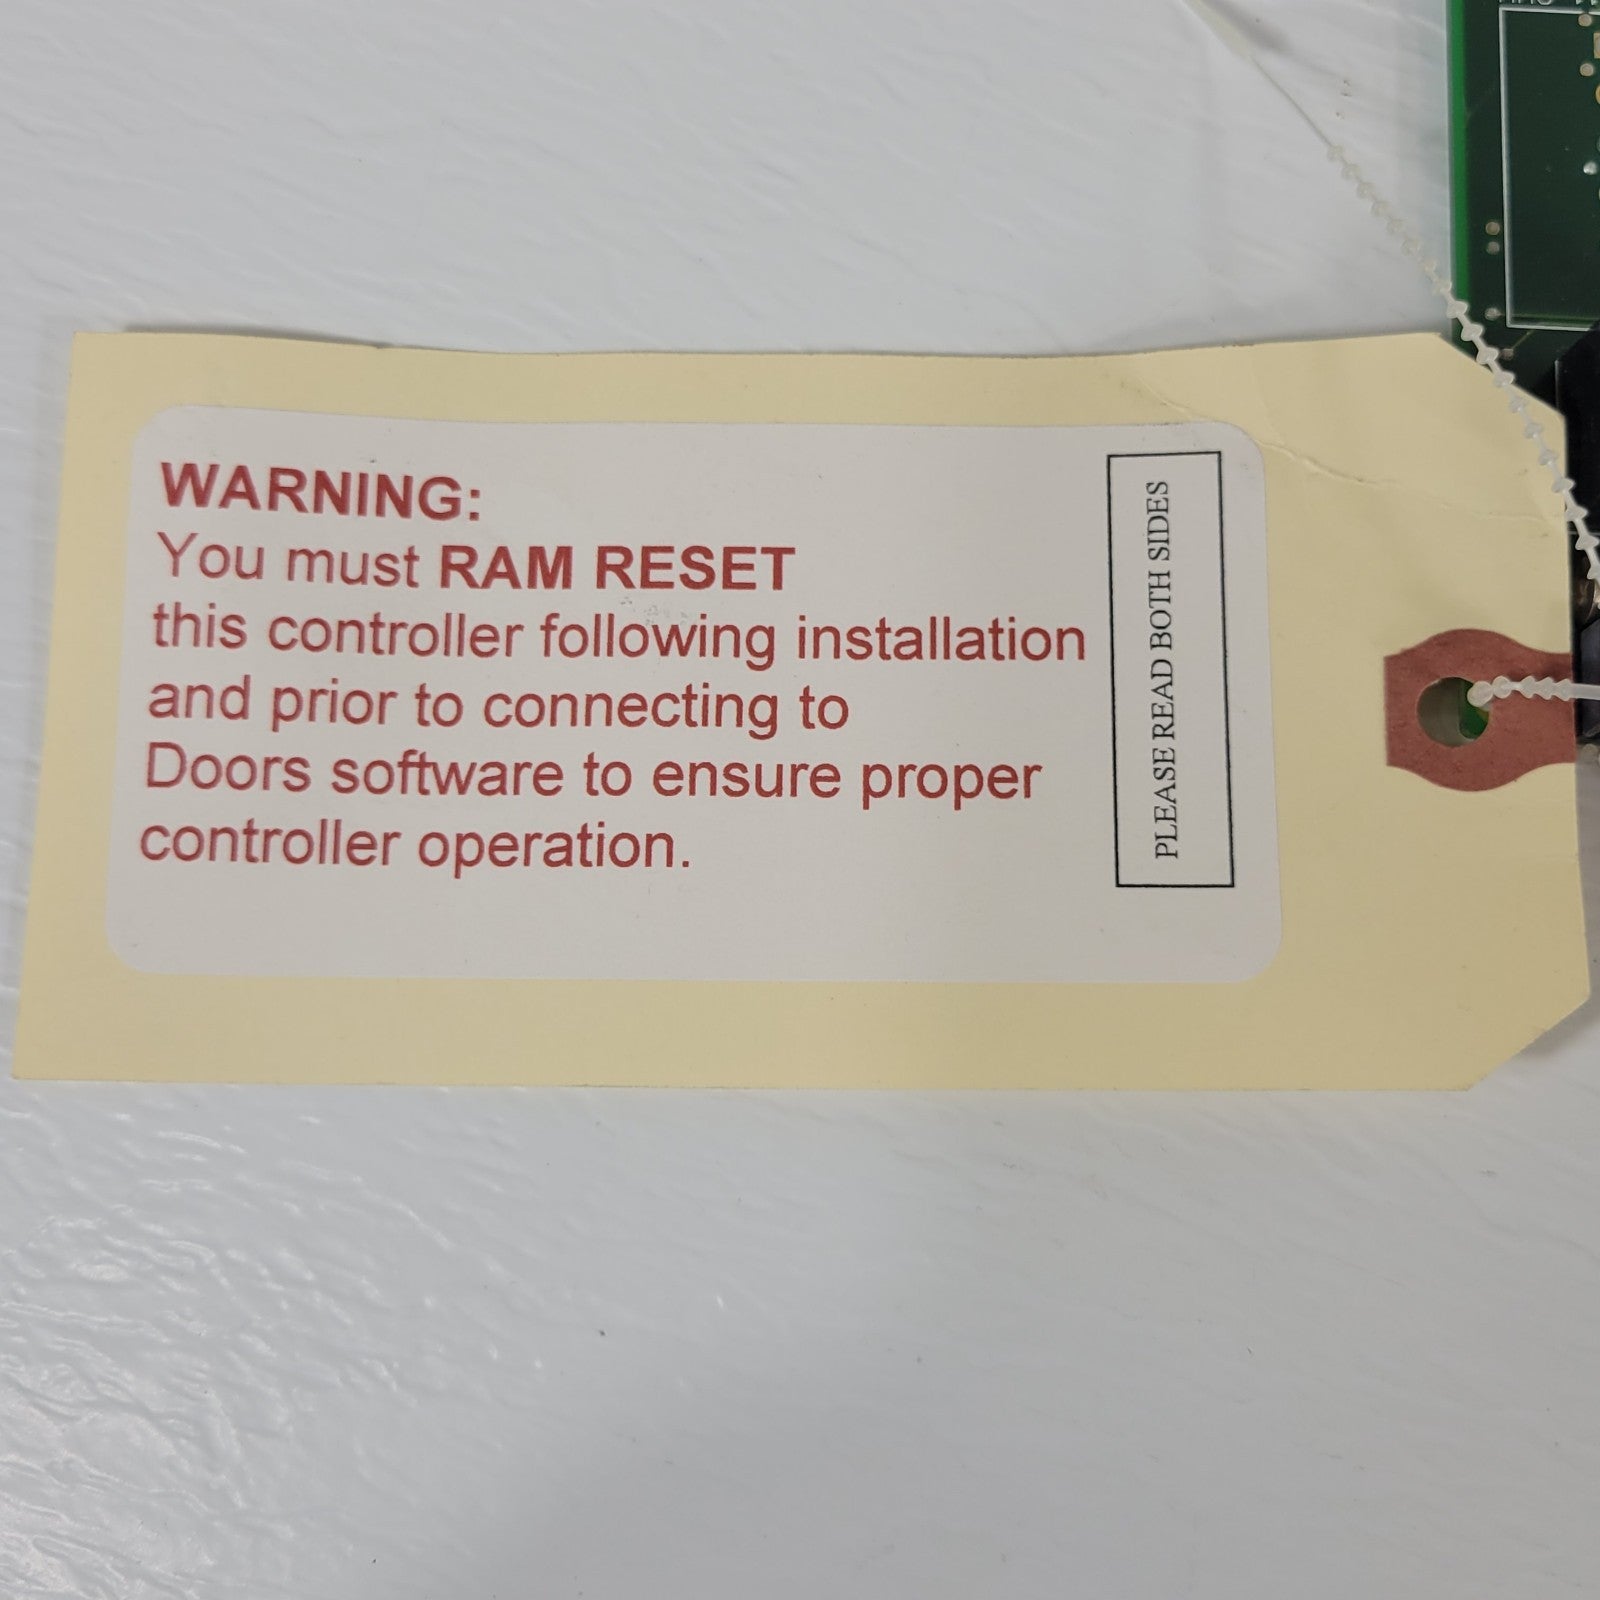 WARNING:
You must RAM RESET
this controller following installation
and prior to connecting to
Doors software to ensure proper
controller operation.
PLEASE READ BOTH SIDES